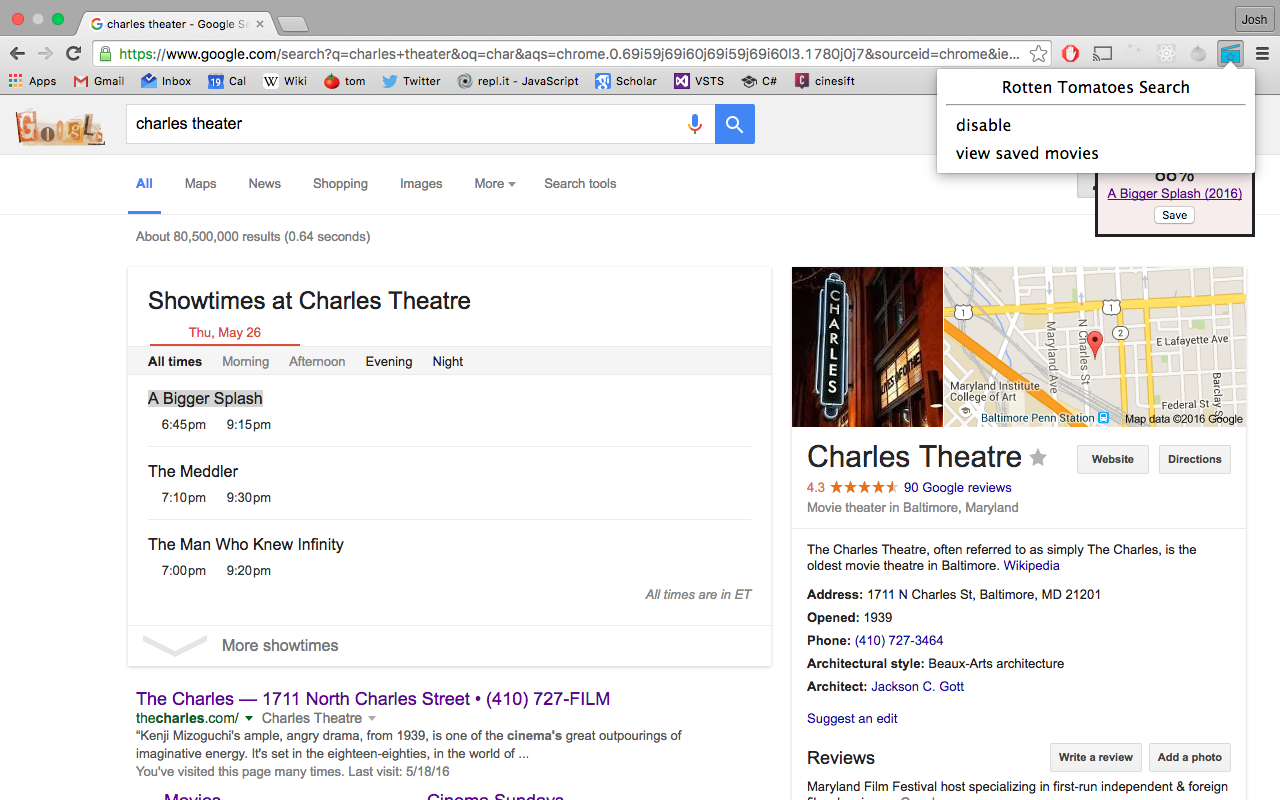 charles theater - Google Se
Josh
https://www.google.com/search?q=charles+theater&oq=char&aqs=chrome.0.69i59j69i60j69i59j69i60l3.1780j0j7&sourceid=chrome&ie...
Apps Gmail Inbox 19 Cal W Wiki tom Twitter repl.it - JavaScript Scholar VSTS C# cinesift
Rotten Tomatoes Search
disable
view saved movies
A Bigger Splash (2016)
Save
charles theater
All Maps News Shopping Images More Search tools
About 80,500,000 results (0.64 seconds)
Showtimes at Charles Theatre
Thu, May 26
All times Morning Afternoon Evening Night
A Bigger Splash
6:45pm 9:15pm
The Meddler
7:10pm 9:30pm
The Man Who Knew Infinity
7:00pm 9:20pm
All times are in ET
More showtimes
The Charles — 1711 North Charles Street • (410) 727-FILM
thecharles.com/ Charles Theatre
“Kenji Mizoguchi's ample, angry drama, from 1939, is one of the cinema's great outpourings of
imaginative energy. It's set in the eighteen-eighties, in the world of ...
You've visited this page many times. Last visit: 5/18/16
Movies Cinema Sundays
CHARLES
1 1 2
Maryland Ave
N Charles St
E Lafayette Ave
Maryland Institute
College of Art
Barclay S
Federal St
Baltimore Penn Station
Map data ©2016 Google
Charles Theatre
Website Directions
4.3 90 Google reviews
Movie theater in Baltimore, Maryland
The Charles Theatre, often referred to as simply The Charles, is the
oldest movie theatre in Baltimore. Wikipedia
Address: 1711 N Charles St, Baltimore, MD 21201
Opened: 1939
Phone: (410) 727-3464
Architectural style: Beaux-Arts architecture
Architect: Jackson C. Gott
Suggest an edit
Reviews
Write a review Add a photo
Maryland Film Festival host specializing in first-run independent & foreign